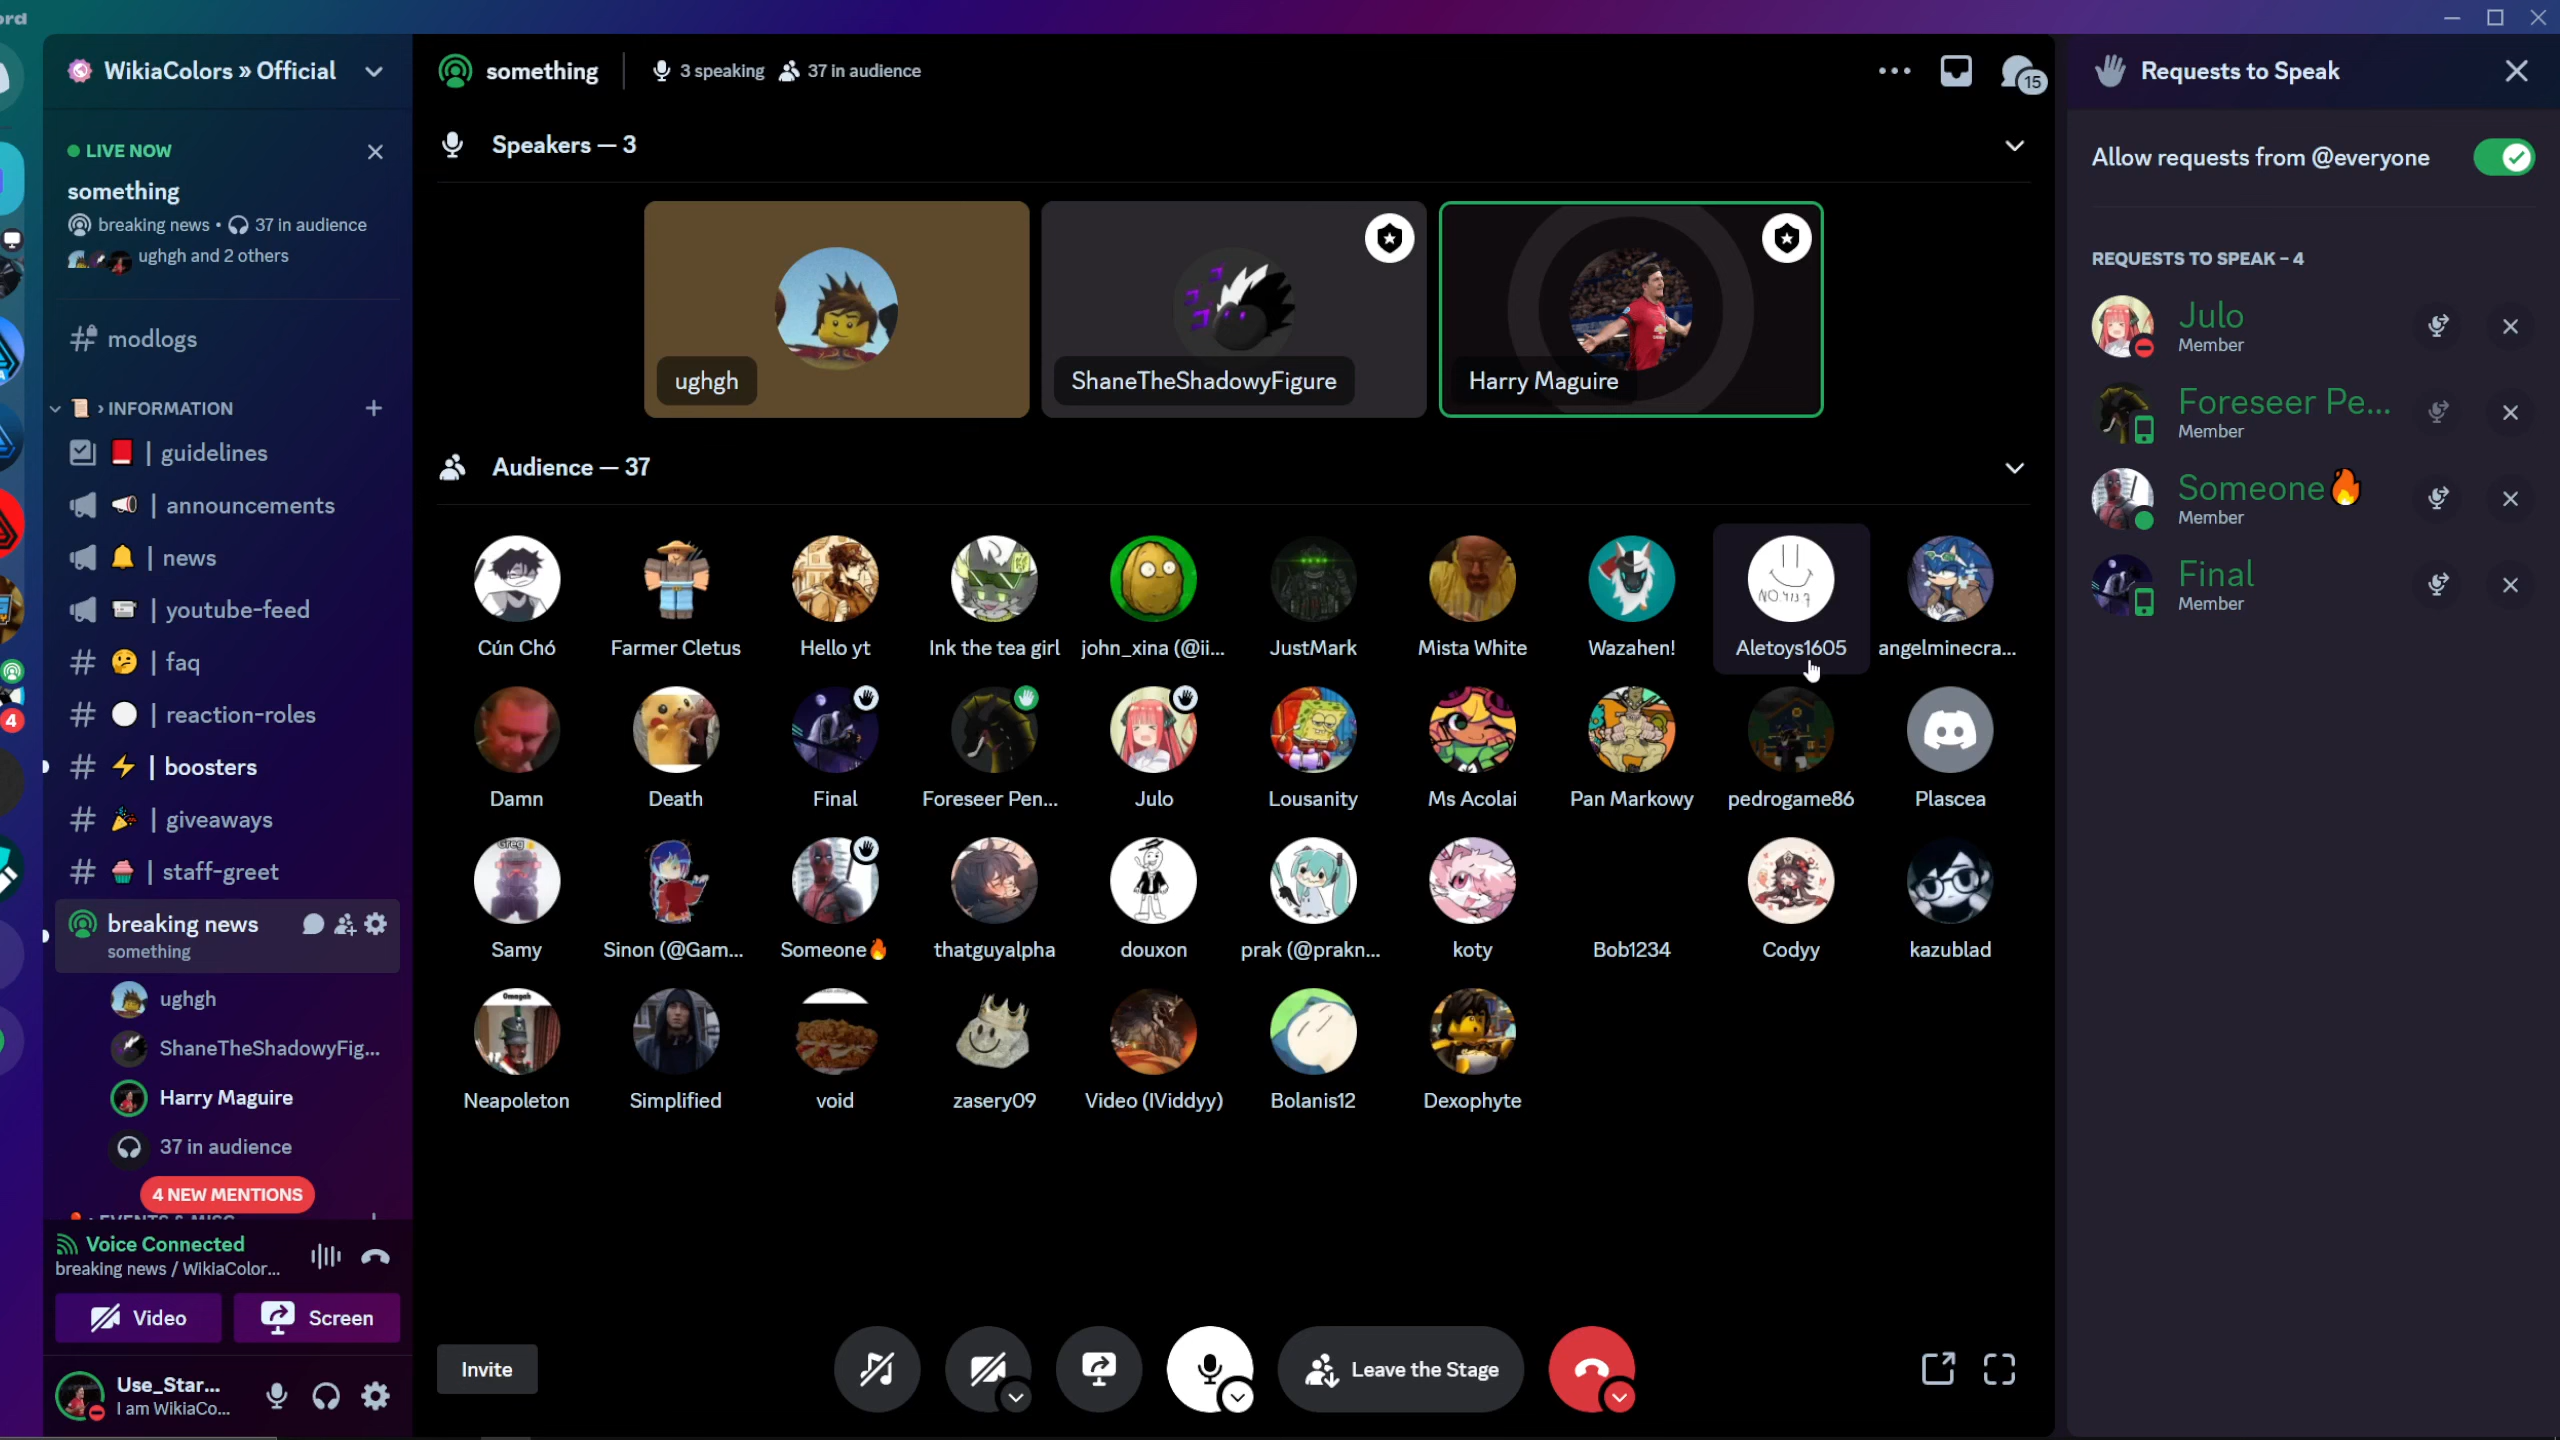 ord
WikiaColors » Official
LIVE NOW
something
breaking news • 37 in audience
ughgh and 2 others
modlogs
› INFORMATION
| guidelines
| announcements
| news
| youtube-feed
| faq
| reaction-roles
| boosters
| giveaways
| staff-greet
breaking news
something
ughgh
ShaneTheShadowyFig...
Harry Maguire
37 in audience
4 NEW MENTIONS
4
Voice Connected
breaking news / WikiaColor...
Video
Screen
Use_Star...
I am WikiaCo...
something
3 speaking
37 in audience
15
Speakers — 3
ughgh
ShaneTheShadowyFigure
Harry Maguire
Audience — 37
Cún Chó
Farmer Cletus
Hello yt
Ink the tea girl
john_xina (@ii...
JustMark
Mista White
Wazahen!
Aletoys1605
angelminecra...
Damn
Death
Final
Foreseer Pen...
Julo
Lousanity
Ms Acolai
Pan Markowy
pedrogame86
Plascea
Greg
Samy
Sinon (@Gam...
Someone🔥
thatguyalpha
douxon
prak (@prakn...
koty
Bob1234
Codyy
kazublad
Neapoleton
Simplified
void
zasery09
Video (IViddyy)
Bolanis12
Dexophyte
Invite
Leave the Stage
Requests to Speak
Allow requests from @everyone
REQUESTS TO SPEAK – 4
Julo
Member
Foreseer Pe...
Member
Someone🔥
Member
Final
Member